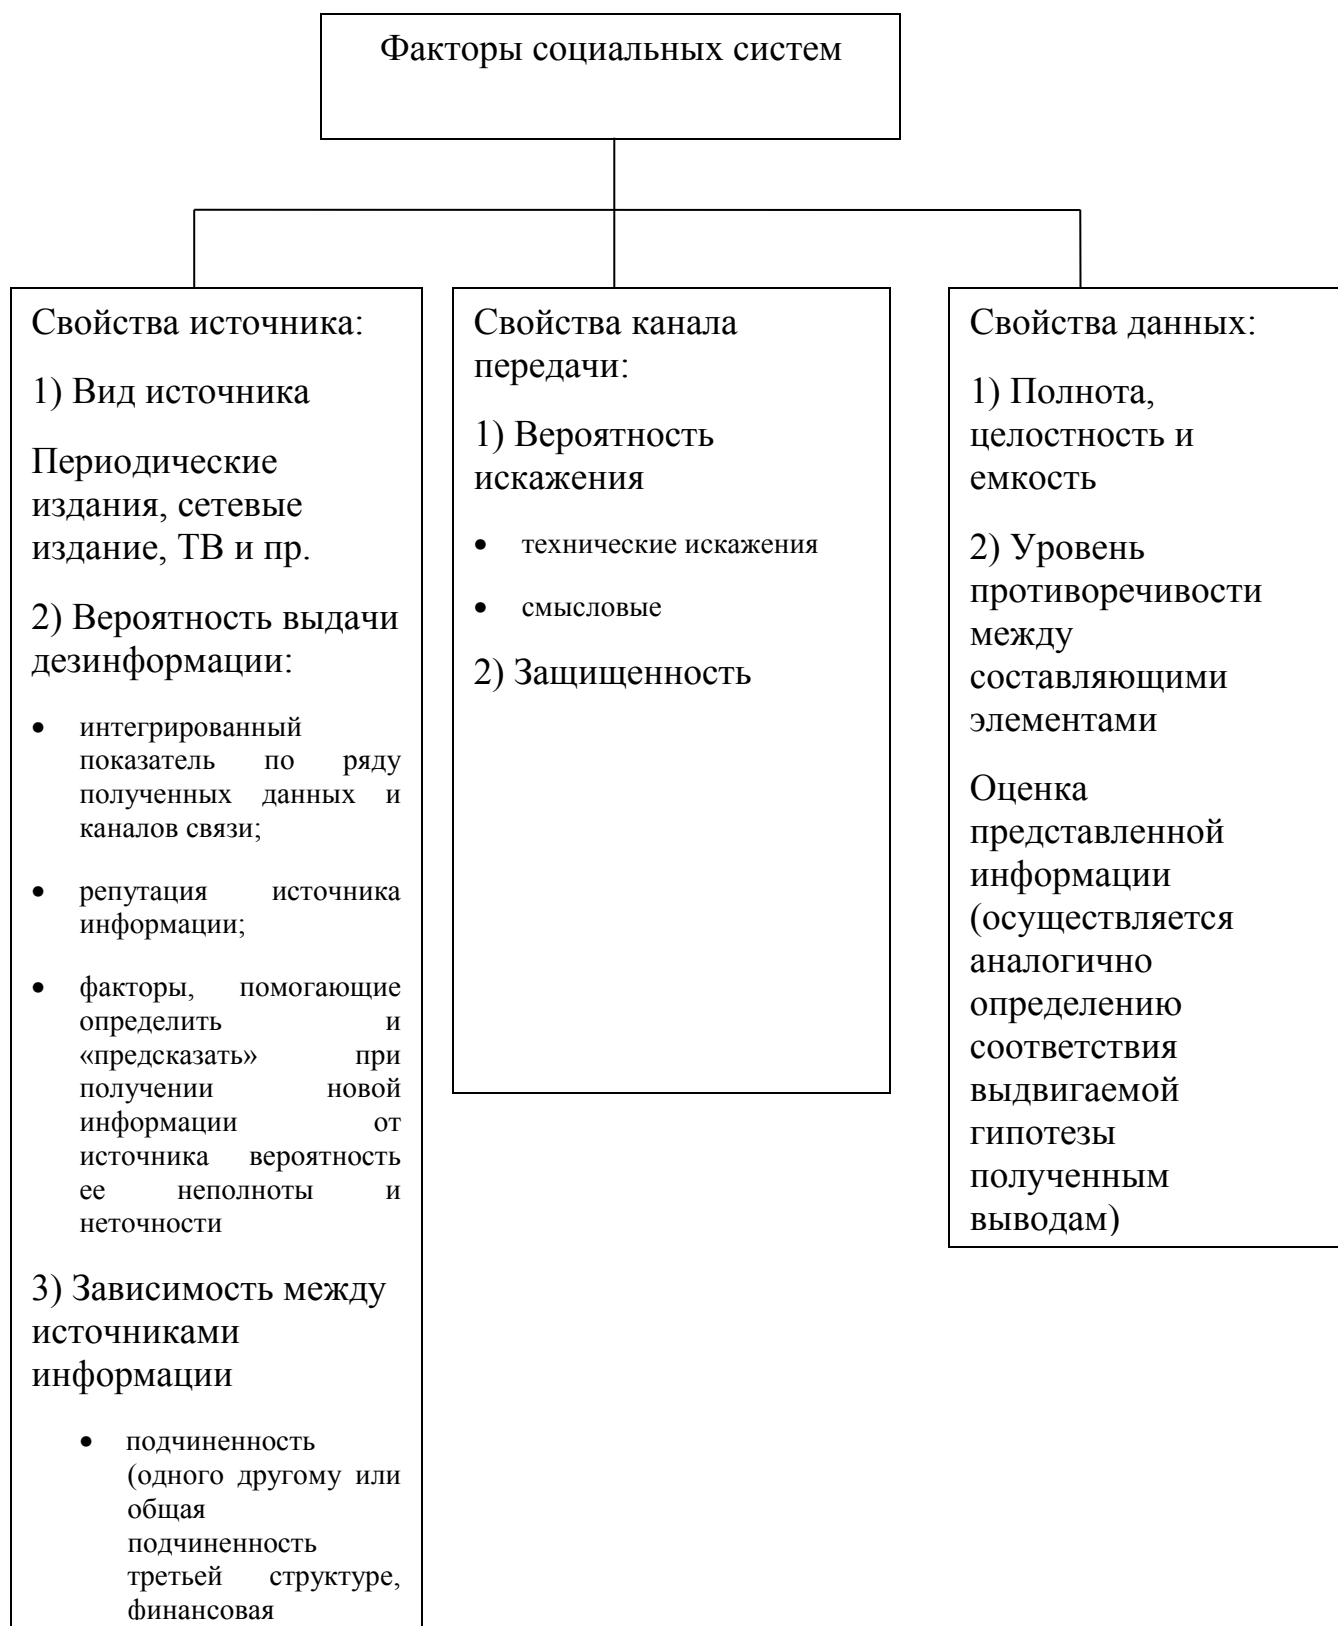 Факторы социальных систем
Свойства источника:
1) Вид источника
Периодические
издания, сетевые
издание, ТВ и пр.
2) Вероятность выдачи
дезинформации:
• интегрированный
показатель по ряду
полученных данных и
каналов связи;
• репутация источника
информации;
• факторы, помогающие
определить и
«предсказать» при
получении новой
информации от
источника вероятность
ее неполноты и
неточности
3) Зависимость между
источниками
информации
• подчиненность
(одного другому или
общая
подчиненность
третьей структуре,
финансовая
Свойства канала
передачи:
1) Вероятность
искажения
• технические искажения
• смысловые
2) Защищенность
Свойства данных:
1) Полнота,
целостность и
емкость
2) Уровень
противоречивости
между
составляющими
элементами
Оценка
представленной
информации
(осуществляется
аналогично
определению
соответствия
выдвигаемой
гипотезы
полученным
выводам)